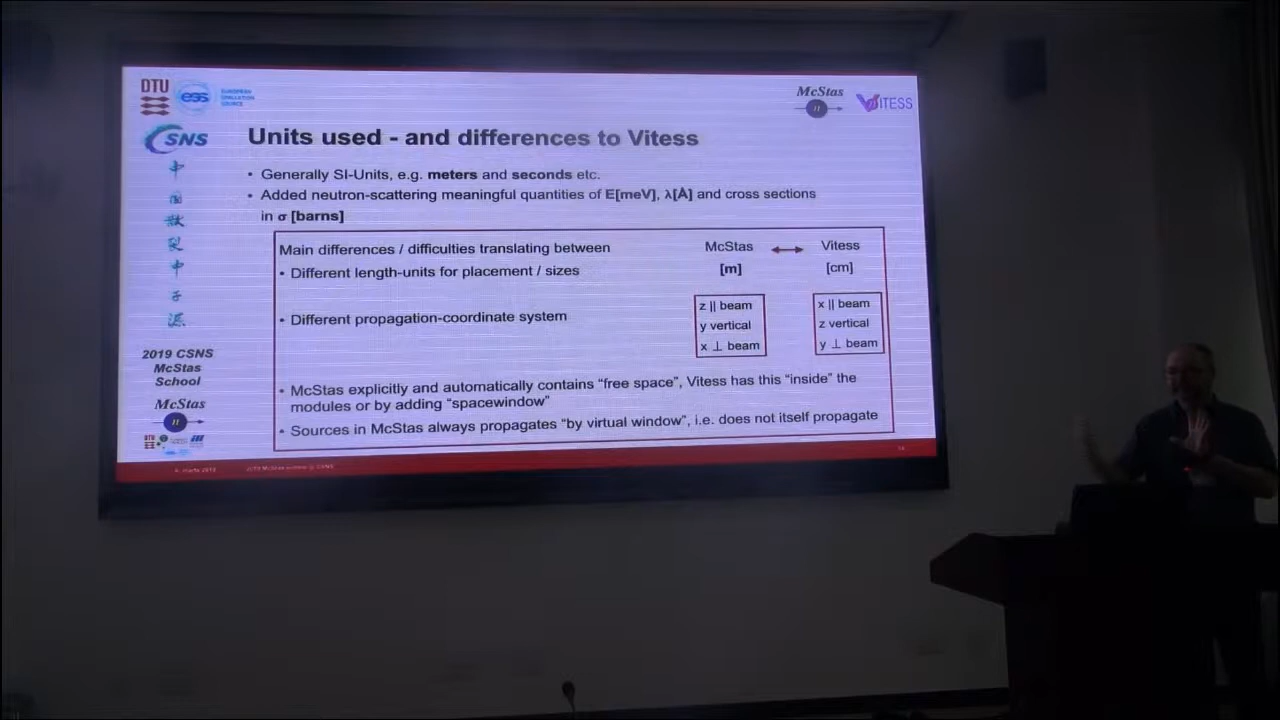 DTU
ess
EUROPEAN
SPALLATION
SOURCE
McStas
VITESS
CSNS
中
国
散
裂
中
子
源
2019 CSNS
McStas
School
McStas
Units used - and differences to Vitess
• Generally SI-Units, e.g. meters and seconds etc.
• Added neutron-scattering meaningful quantities of E[meV], λ[Å] and cross sections
in σ [barns]
Main differences / difficulties translating between McStas Vitess
• Different length-units for placement / sizes [m] [cm]
• Different propagation-coordinate system
z || beam
y vertical
x ⊥ beam
x || beam
z vertical
y ⊥ beam
• McStas explicitly and automatically contains “free space”, Vitess has this “inside” the
modules or by adding “spacewindow”
• Sources in McStas always propagates “by virtual window”, i.e. does not itself propagate